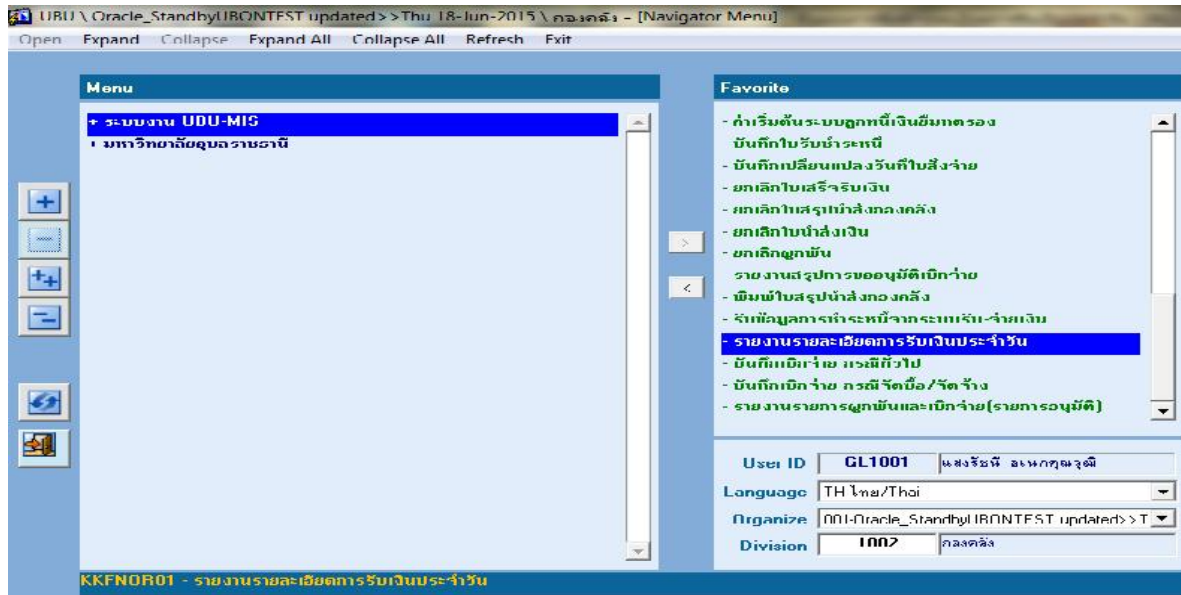 UBU \ Oracle_StandbyUBONTEST updated>>Thu 18-Jun-2015 \ กองคลัง - [Navigator Menu]
Open Expand Collapse Expand All Collapse All Refresh Exit
Menu
+ ระบบงาน UBU-MIS
+ มหาวิทยาลัยอุบลราชธานี
Favorite
- ค่าเริ่มต้นระบบลูกหนี้เงินยืมทดรอง
บันทึกใบรับชำระหนี้
- บันทึกเปลี่ยนแปลงวันที่ใบสั่งจ่าย
- ยกเลิกใบเสร็จรับเงิน
- ยกเลิกใบสรุปนำส่งกองคลัง
- ยกเลิกใบนำส่งเงิน
- ยกเลิกผูกพัน
รายงานสรุปการขออนุมัติเบิกจ่าย
- พิมพ์ใบสรุปนำส่งกองคลัง
- รับข้อมูลการชำระหนี้จากระบบรับ-จ่ายเงิน
- รายงานรายละเอียดการรับเงินประจำวัน
- บันทึกเบิกจ่าย กรณีทั่วไป
- บันทึกเบิกจ่าย กรณีจัดซื้อ/จัดจ้าง
- รายงานรายการผูกพันและเบิกจ่าย(รายการอนุมัติ)
User ID GL1001 แสงรัชนี
Language TH ไทย/Thai
Organize 001-Oracle_StandbyUBONTEST updated>>T
Division 1002 กองคลัง
KKFNOR01 - รายงานรายละเอียดการรับเงินประจำวัน